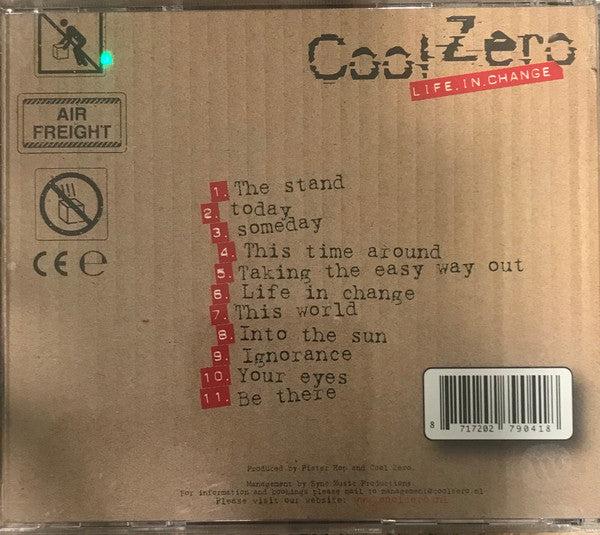 AIR
FREIGHT
CE e
Cool Zero
LIFE.IN.CHANGE
1. The stand
2. today
3. someday
4. This time around
5. Taking the easy way out
6. Life in change
7. This world
8. Into the sun
9. Ignorance
10. Your eyes
11. Be there
8 717202 790418
Produced by Pieter Kop and Cool Zero.
Management by Sync Music Productions.
For information and bookings please mail to management@coolzero.nl
Please visit our website: www.coolzero.nl